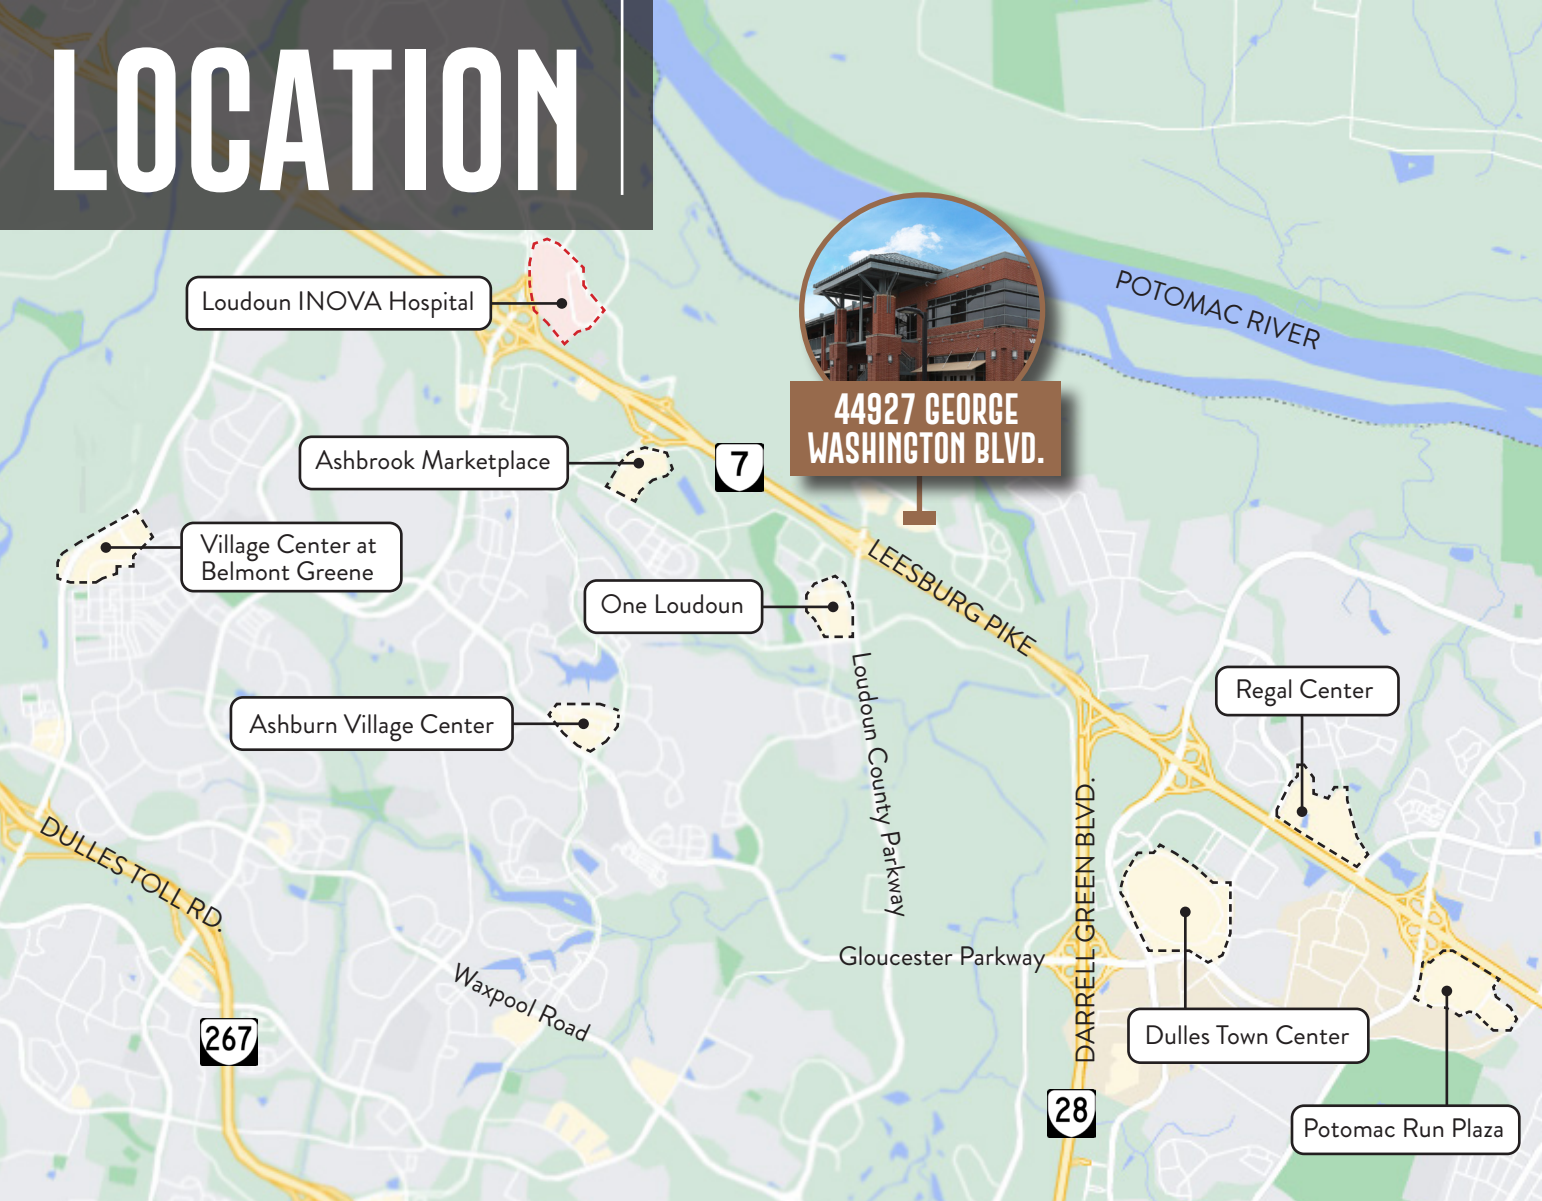 LOCATION
Loudoun INOVA Hospital
POTOMAC RIVER
44927 GEORGE
WASHINGTON BLVD.
Ashbrook Marketplace
7
Village Center at
Belmont Greene
LEESBURG PIKE
One Loudoun
Loudoun County Parkway
Regal Center
Ashburn Village Center
DULLES TOLL RD.
DARRELL GREEN BLVD.
Gloucester Parkway
Waxpool Road
267
Dulles Town Center
28
Potomac Run Plaza